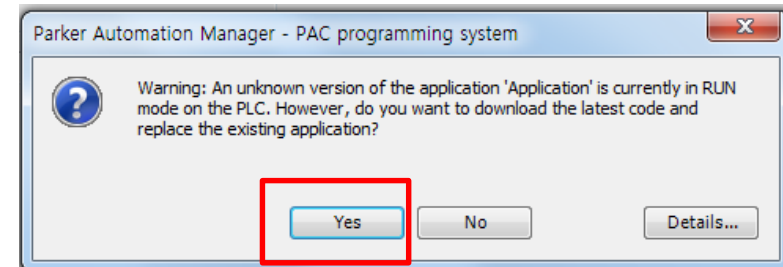 Parker Automation Manager - PAC programming system
Warning: An unknown version of the application 'Application' is currently in RUN
mode on the PLC. However, do you want to download the latest code and
replace the existing application?
Yes
No
Details...